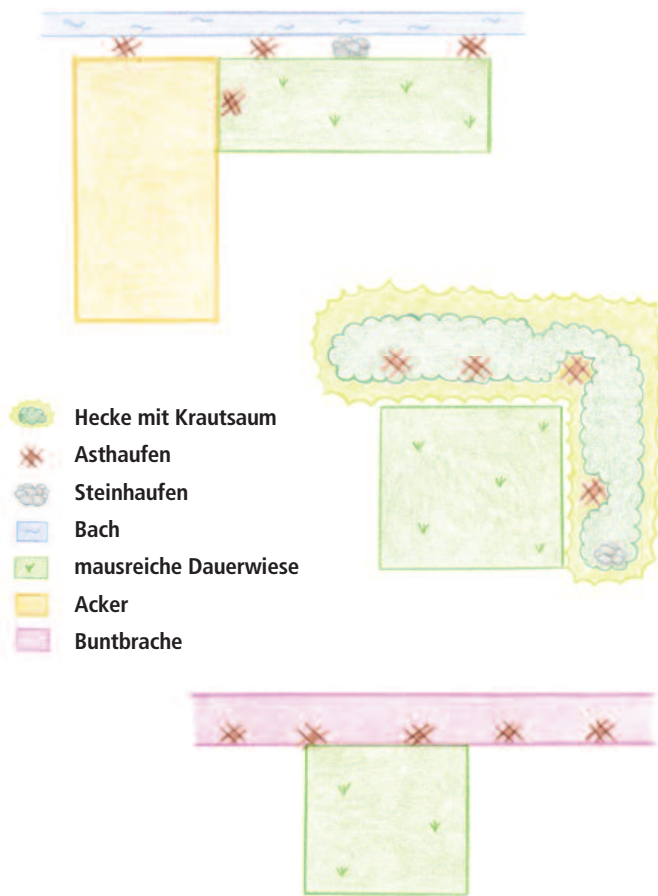 Hecke mit Krautsaum
Asthaufen
Steinhaufen
Bach
mausreiche Dauerwiese
Acker
Buntbrache